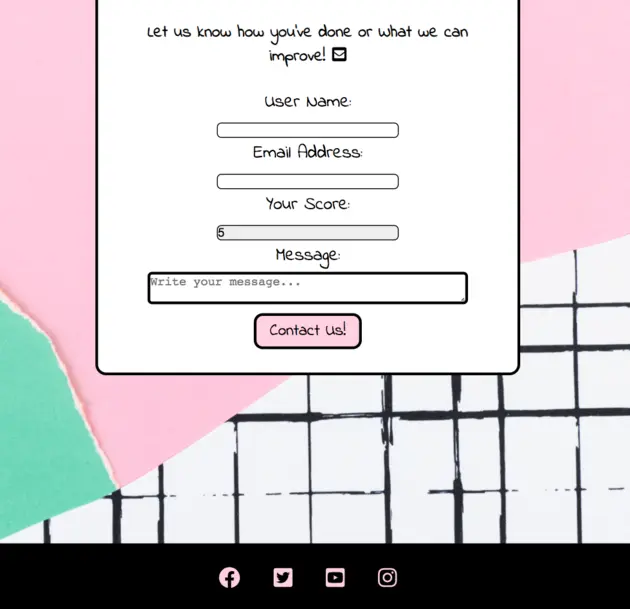 Let us know how you've done or what we can
improve!
User Name:
Email Address:
Your Score:
5
Message:
Write your message...
Contact Us!